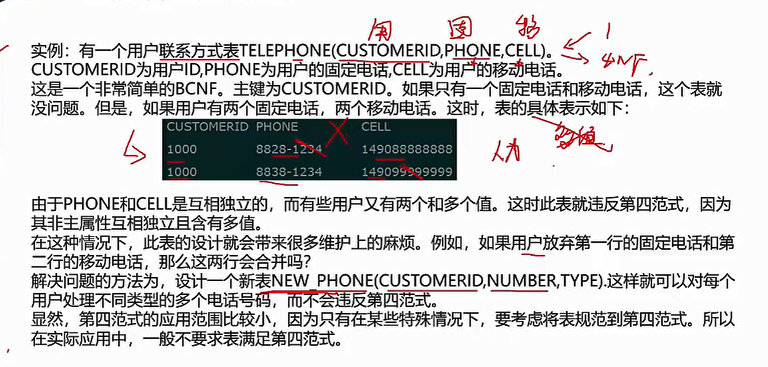 用 固 移
1
实例：有一个用户联系方式表TELEPHONE(CUSTOMERID,PHONE,CELL)。
4NF.
CUSTOMERID为用户ID,PHONE为用户的固定电话,CELL为用户的移动电话。
这是一个非常简单的BCNF。主键为CUSTOMERID。如果只有一个固定电话和移动电话，这个表就
没问题。但是，如果用户有两个固定电话，两个移动电话。这时，表的具体表示如下：
CUSTOMERID PHONE CELL
1000 8828-1234 149088888888
1000 8838-1234 149099999999
人为
多值
由于PHONE和CELL是互相独立的，而有些用户又有两个和多个值。这时此表就违反第四范式，因为
其非主属性互相独立且含有多值。
在这种情况下，此表的设计就会带来很多维护上的麻烦。例如，如果用户放弃第一行的固定电话和第
二行的移动电话，那么这两行会合并吗？
解决问题的方法为，设计一个新表NEW_PHONE(CUSTOMERID,NUMBER,TYPE).这样就可以对每个
用户处理不同类型的多个电话号码，而不会违反第四范式。
显然，第四范式的应用范围比较小，因为只有在某些特殊情况下，要考虑将表规范到第四范式。所以
在实际应用中，一般不要求表满足第四范式。